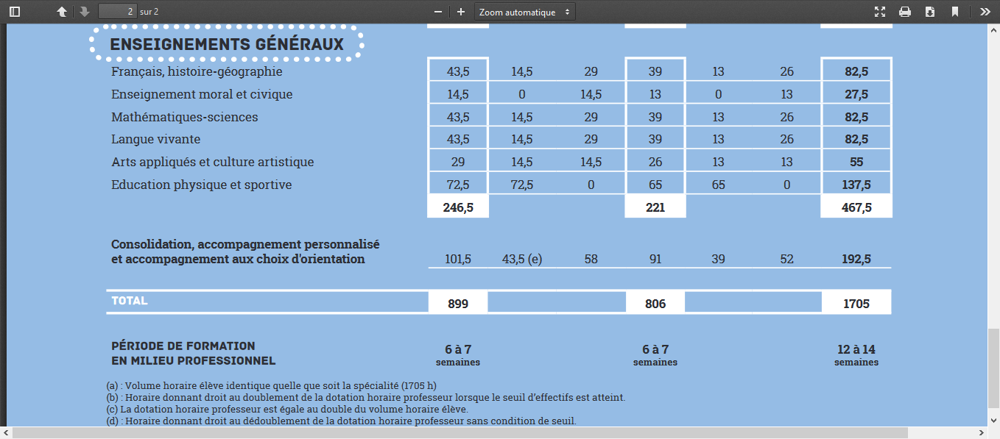 2 sur 2 Zoom automatique
ENSEIGNEMENTS GÉNÉRAUX
Français, histoire-géographie 43,5 14,5 29 39 13 26 82,5
Enseignement moral et civique 14,5 0 14,5 13 0 13 27,5
Mathématiques-sciences 43,5 14,5 29 39 13 26 82,5
Langue vivante 43,5 14,5 29 39 13 26 82,5
Arts appliqués et culture artistique 29 14,5 14,5 26 13 13 55
Education physique et sportive 72,5 72,5 0 65 65 0 137,5
246,5 221 467,5
Consolidation, accompagnement personnalisé
et accompagnement aux choix d'orientation 101,5 43,5 (e) 58 91 39 52 192,5
TOTAL 899 806 1705
PÉRIODE DE FORMATION 6 à 7 6 à 7 12 à 14
EN MILIEU PROFESSIONNEL semaines semaines semaines
(a) : Volume horaire élève identique quelle que soit la spécialité (1705 h)
(b) : Horaire donnant droit au doublement de la dotation horaire professeur lorsque le seuil d'effectifs est atteint.
(c) La dotation horaire professeur est égale au double du volume horaire élève.
(d) : Horaire donnant droit au dédoublement de la dotation horaire professeur sans condition de seuil.